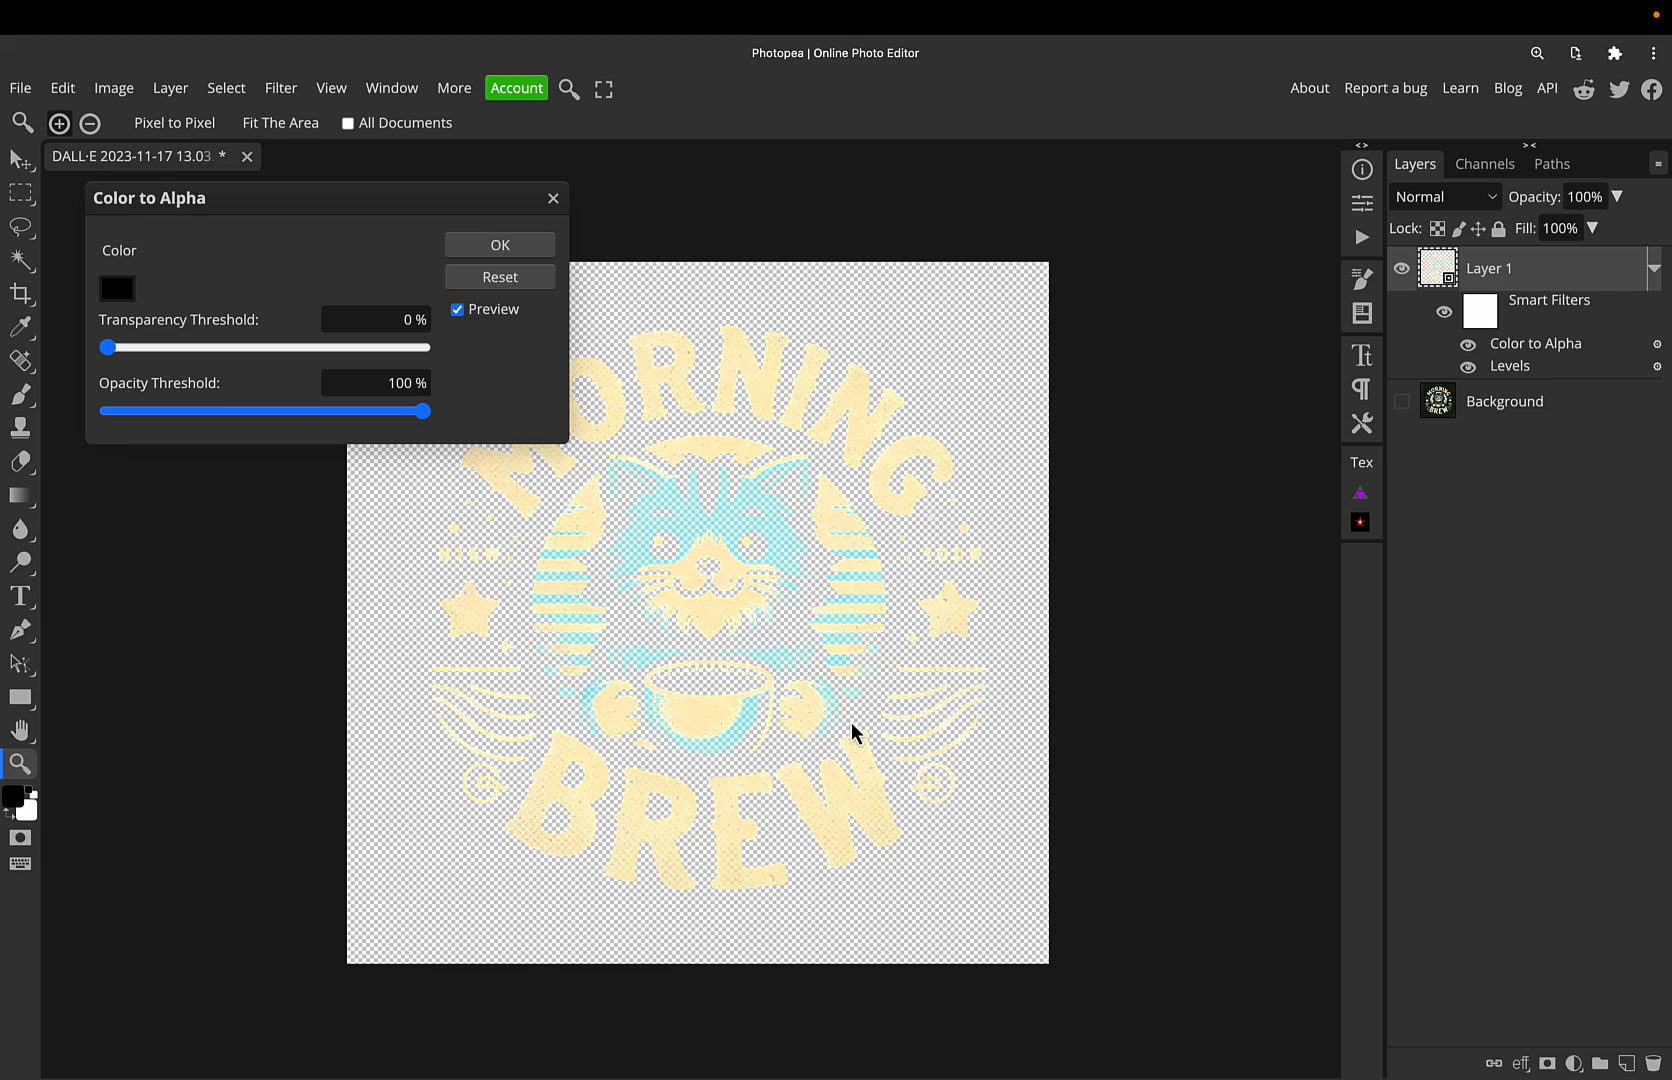 Photopea | Online Photo Editor
File Edit Image Layer Select Filter View Window More Account
About Report a bug Learn Blog API
Pixel to Pixel Fit The Area All Documents
DALL·E 2023-11-17 13.03. *
Color to Alpha
Color
OK
Reset
Transparency Threshold: 0 %
Preview
Opacity Threshold: 100 %
MORNING
BREW
Layers Channels Paths
Normal Opacity: 100%
Lock: Fill: 100%
Layer 1
Smart Filters
Color to Alpha
Levels
Background
MORNING
BREW
Tex
eff